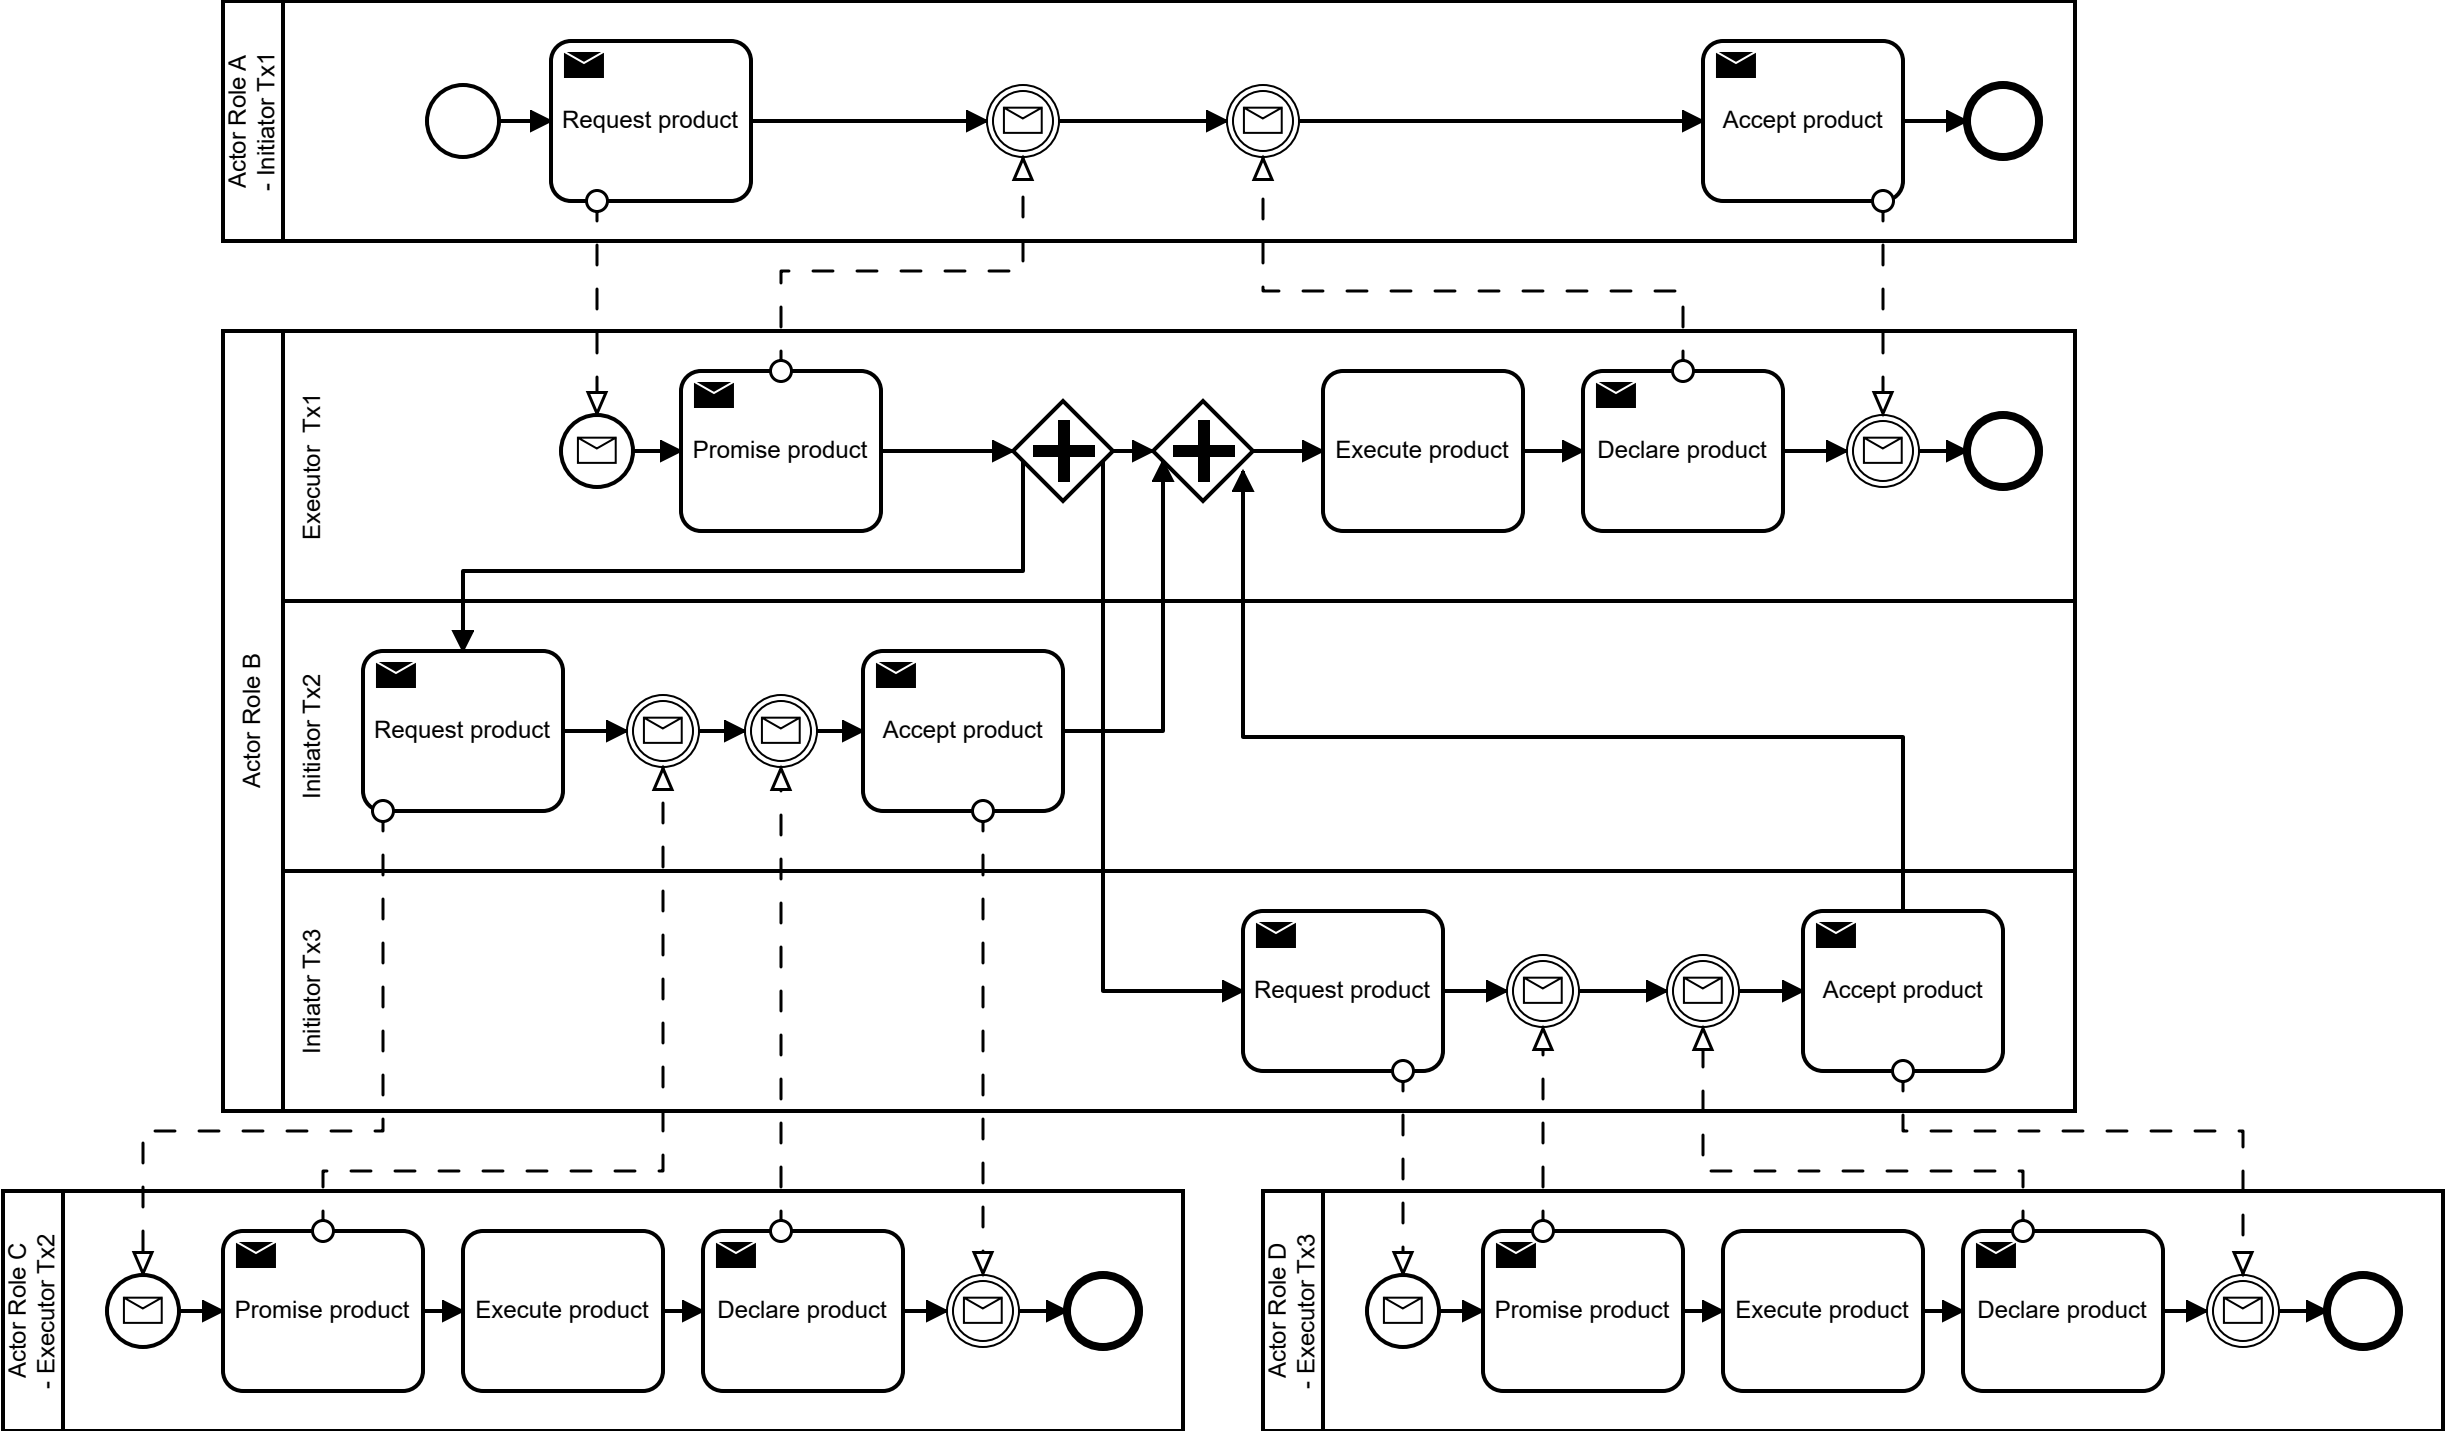 Actor Role A
- Initiator Tx1
Request product
Accept product
Actor Role B
Executor  Tx1
Promise product
Execute product
Declare product
Initiator Tx2
Request product
Accept product
Initiator Tx3
Request product
Accept product
Actor Role C
- Executor Tx2
Promise product
Execute product
Declare product
Actor Role D
- Executor Tx3
Promise product
Execute product
Declare product